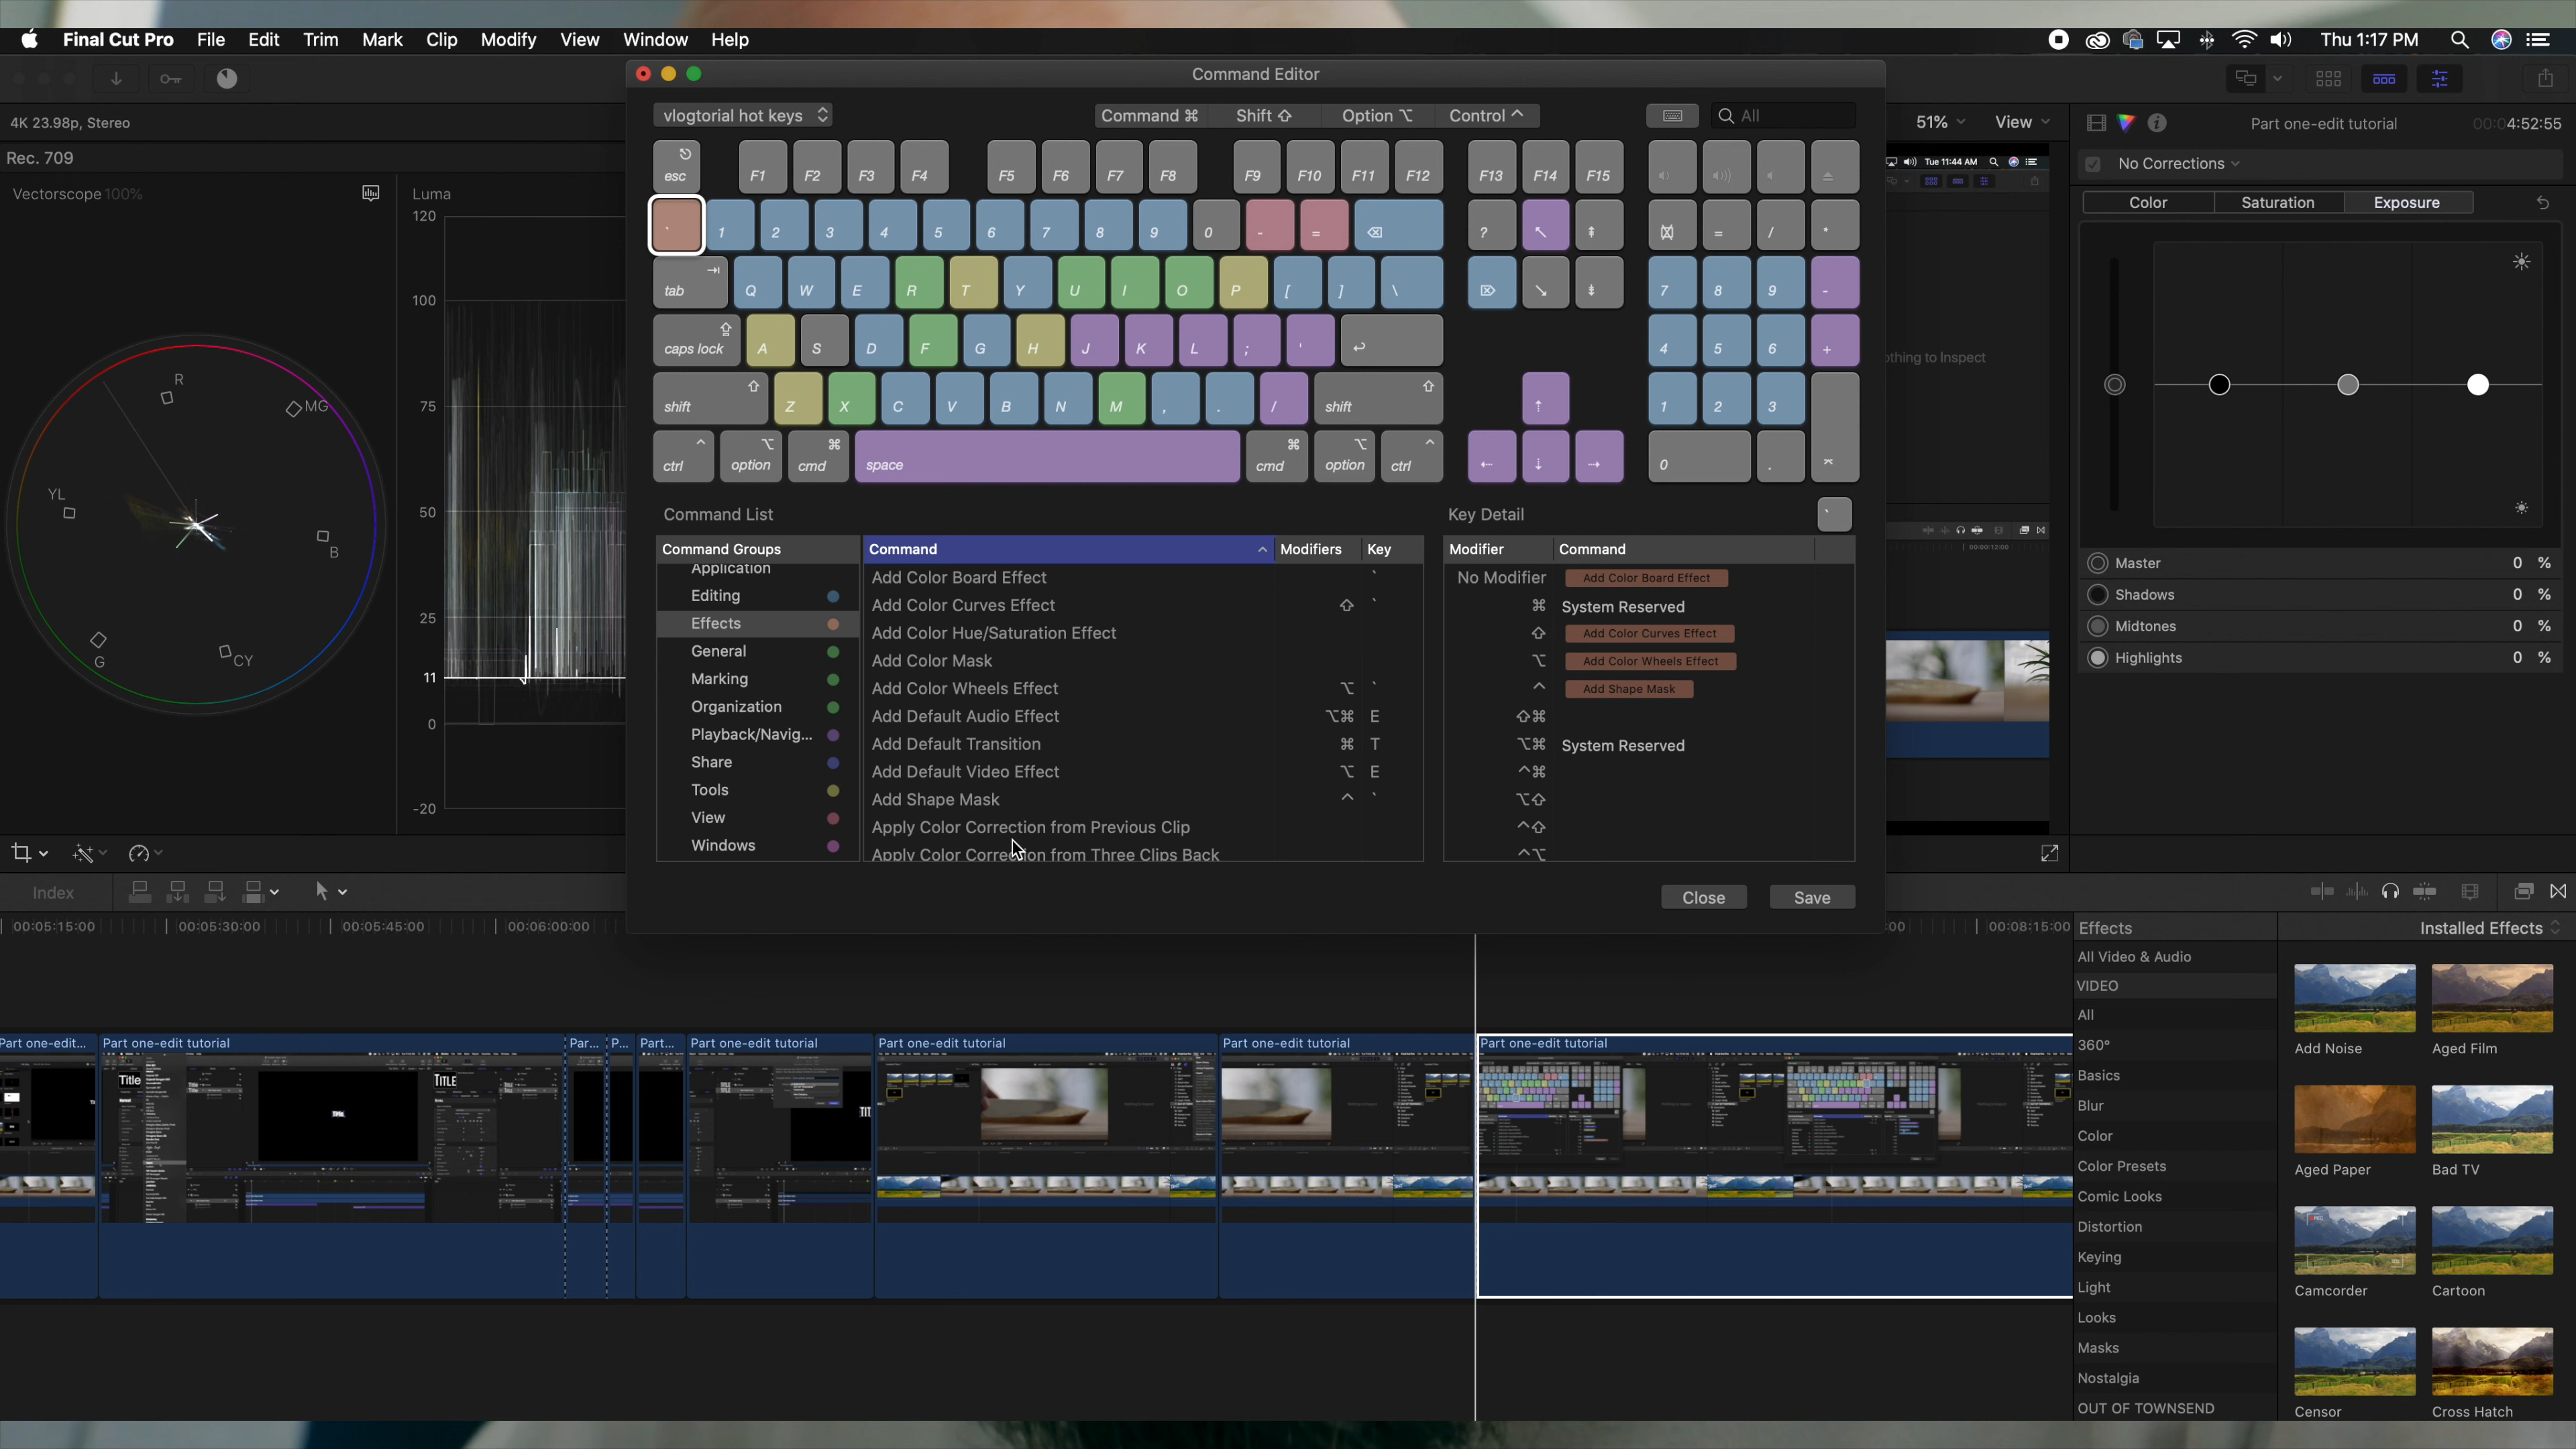 Final Cut Pro File Edit Trim Mark Clip Modify View Window Help
Thu 1:17 PM
Command Editor
4K 23.98p, Stereo
vlogtorial hot keys
Command ⌘ Shift ⇧ Option ⌥ Control ^
All
51% View
Part one-edit tutorial
00:04:52:55
Rec. 709
Vectorscope 100%
Luma
Tue 11:44 AM
No Corrections
Color Saturation Exposure
120
100
75
50
25
11
0
-20
R
MG
YL
B
G
CY
esc F1 F2 F3 F4 F5 F6 F7 F8 F9 F10 F11 F12 F13 F14 F15
` 1 2 3 4 5 6 7 8 9 0 - = ? = / *
tab Q W E R T Y U I O P [ ] \ 7 8 9 -
caps lock A S D F G H J K L ; ' 4 5 6 +
shift Z X C V B N M , . / shift 1 2 3
ctrl option cmd space cmd option ctrl 0 .
othing to Inspect
00:00:12:00
Command List
Command Groups Command Modifiers Key
Application
Editing
Effects
General
Marking
Organization
Playback/Navig...
Share
Tools
View
Windows
Add Color Board Effect `
Add Color Curves Effect ⇧ `
Add Color Hue/Saturation Effect
Add Color Mask
Add Color Wheels Effect ⌥ `
Add Default Audio Effect ⌥⌘ E
Add Default Transition ⌘ T
Add Default Video Effect ⌥ E
Add Shape Mask ^ `
Apply Color Correction from Previous Clip
Apply Color Correction from Three Clips Back
Key Detail `
Modifier Command
No Modifier Add Color Board Effect
⌘ System Reserved
⇧ Add Color Curves Effect
⌥ Add Color Wheels Effect
^ Add Shape Mask
⇧⌘
⌥⌘ System Reserved
^⌘
⌥⇧
^⇧
^⌥
Close Save
Master 0 %
Shadows 0 %
Midtones 0 %
Highlights 0 %
Index
00:05:15:00 00:05:30:00 00:05:45:00 00:06:00:00 :00 00:08:15:00
Part one-edit... Part one-edit tutorial Par... P... Part... Part one-edit tutorial Part one-edit tutorial Part one-edit tutorial Part one-edit tutorial
Title TITLE Title TIT
Effects Installed Effects
All Video & Audio
VIDEO
All
360°
Basics
Blur
Color
Color Presets
Comic Looks
Distortion
Keying
Light
Looks
Masks
Nostalgia
OUT OF TOWNSEND
Add Noise Aged Film
Aged Paper Bad TV
Camcorder Cartoon
Censor Cross Hatch